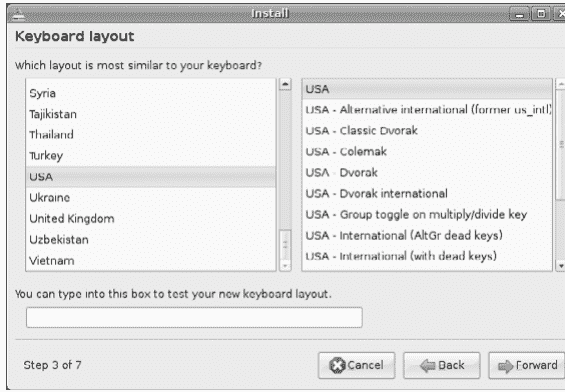 Install
Keyboard layout
Which layout is most similar to your keyboard?
Syria
Tajikistan
Thailand
Turkey
USA
Ukraine
United Kingdom
Uzbekistan
Vietnam
USA
USA - Alternative international (former us_intl)
USA - Classic Dvorak
USA - Colemak
USA - Dvorak
USA - Dvorak international
USA - Group toggle on multiply/divide key
USA - International (AltGr dead keys)
USA - International (with dead keys)
You can type into this box to test your new keyboard layout.
Step 3 of 7
Cancel
Back
Forward